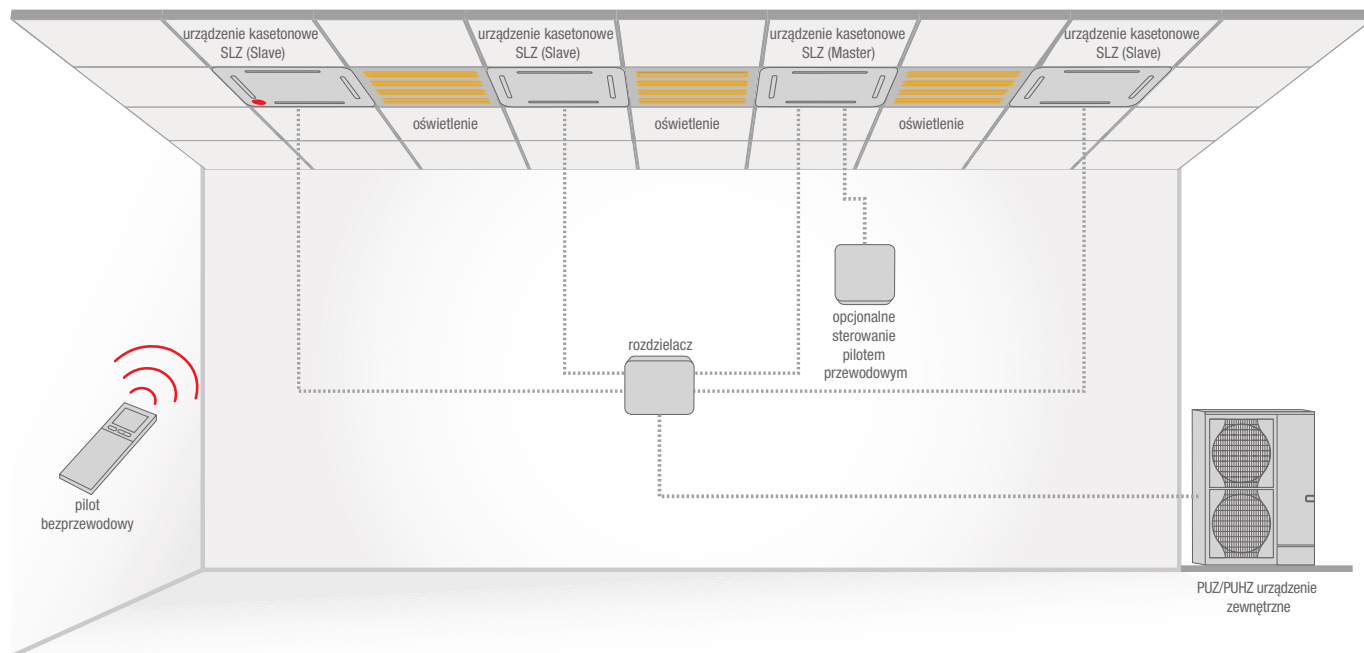 urządzenie kasetonowe
SLZ (Slave)
urządzenie kasetonowe
SLZ (Slave)
urządzenie kasetonowe
SLZ (Master)
urządzenie kasetonowe
SLZ (Slave)
oświetlenie
oświetlenie
oświetlenie
opcjonalne
sterowanie
pilotem
przewodowym
rozdzielacz
pilot
bezprzewodowy
PUZ/PUHZ urządzenie
zewnętrzne